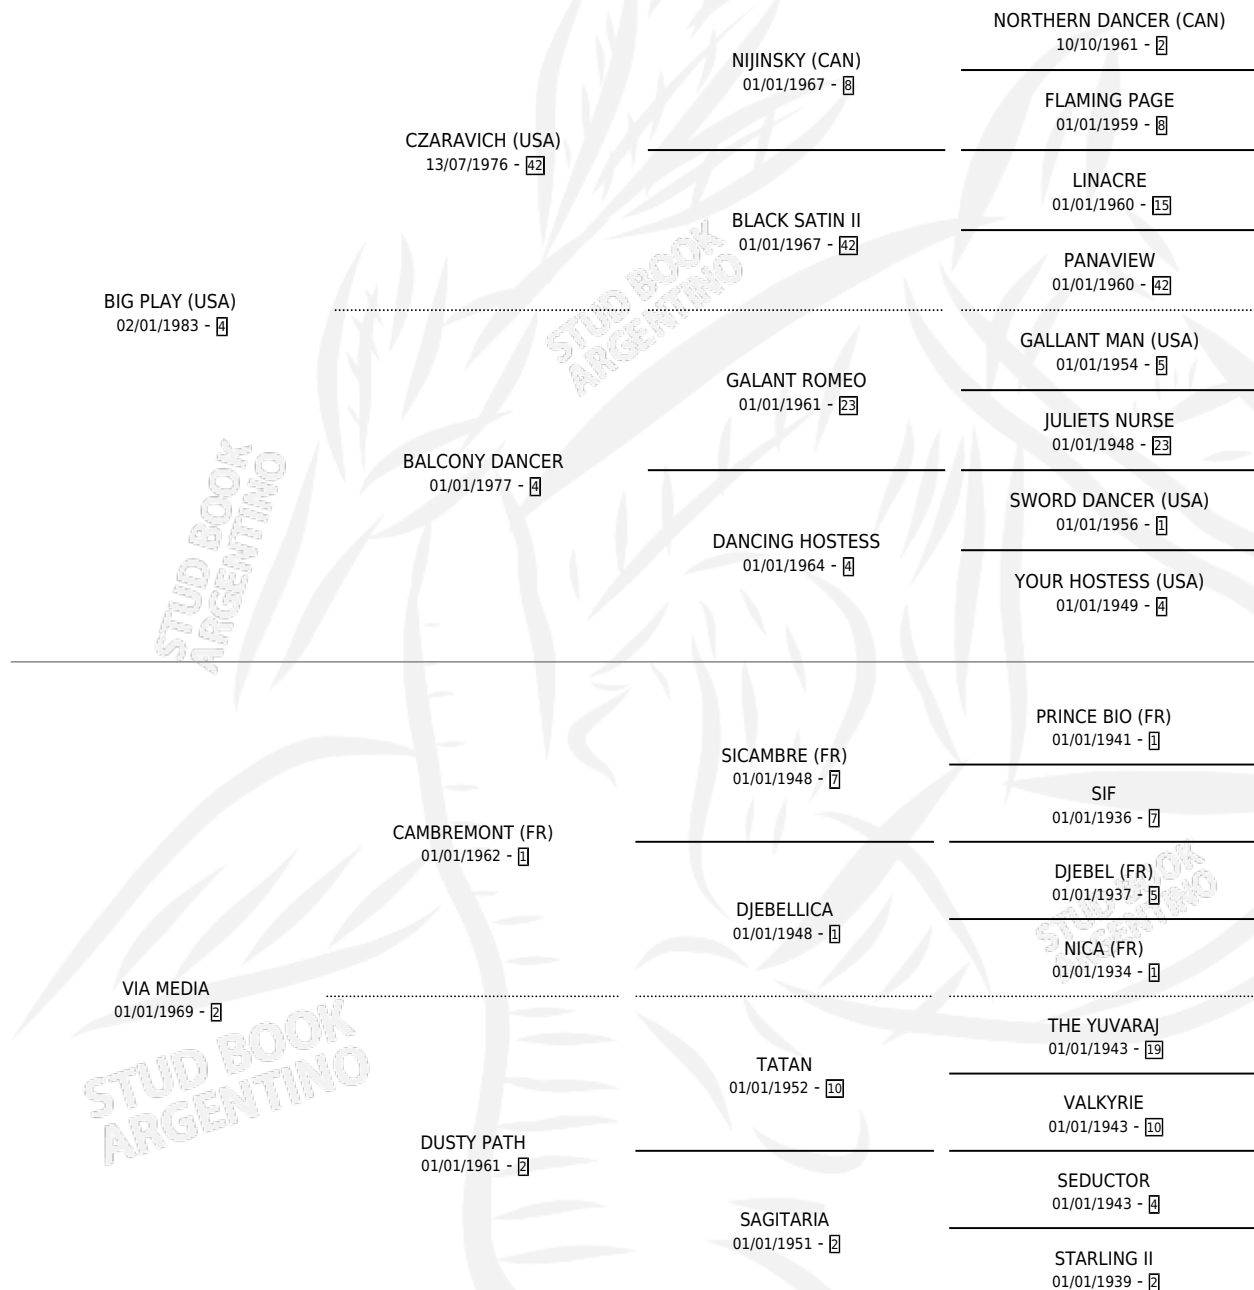 NORTHERN DANCER (CAN)
10/10/1961 - 2
NIJINSKY (CAN)
01/01/1967 - 8
FLAMING PAGE
01/01/1959 - 8
CZARAVICH (USA)
13/07/1976 - 42
LINACRE
01/01/1960 - 15
BLACK SATIN II
01/01/1967 - 42
PANAVIEW
01/01/1960 - 42
BIG PLAY (USA)
02/01/1983 - 4
STUD BOOK
ARGENTINO
GALLANT MAN (USA)
01/01/1954 - 5
GALANT ROMEO
01/01/1961 - 23
JULIETS NURSE
01/01/1948 - 23
BALCONY DANCER
01/01/1977 - 4
SWORD DANCER (USA)
01/01/1956 - 1
DANCING HOSTESS
01/01/1964 - 4
YOUR HOSTESS (USA)
01/01/1949 - 4
STUD BOOK
ARGENTINO
PRINCE BIO (FR)
01/01/1941 - 1
SICAMBRE (FR)
01/01/1948 - 7
SIF
01/01/1936 - 7
CAMBREMONT (FR)
01/01/1962 - 1
DJEBEL (FR)
01/01/1937 - 5
DJEBELLICA
01/01/1948 - 1
STUD BOOK
ARGENTINO
NICA (FR)
01/01/1934 - 1
VIA MEDIA
01/01/1969 - 2
STUD BOOK
ARGENTINO
THE YUVARAJ
01/01/1943 - 19
TATAN
01/01/1952 - 10
VALKYRIE
01/01/1943 - 10
DUSTY PATH
01/01/1961 - 2
SEDUCTOR
01/01/1943 - 4
SAGITARIA
01/01/1951 - 2
STARLING II
01/01/1939 - 2